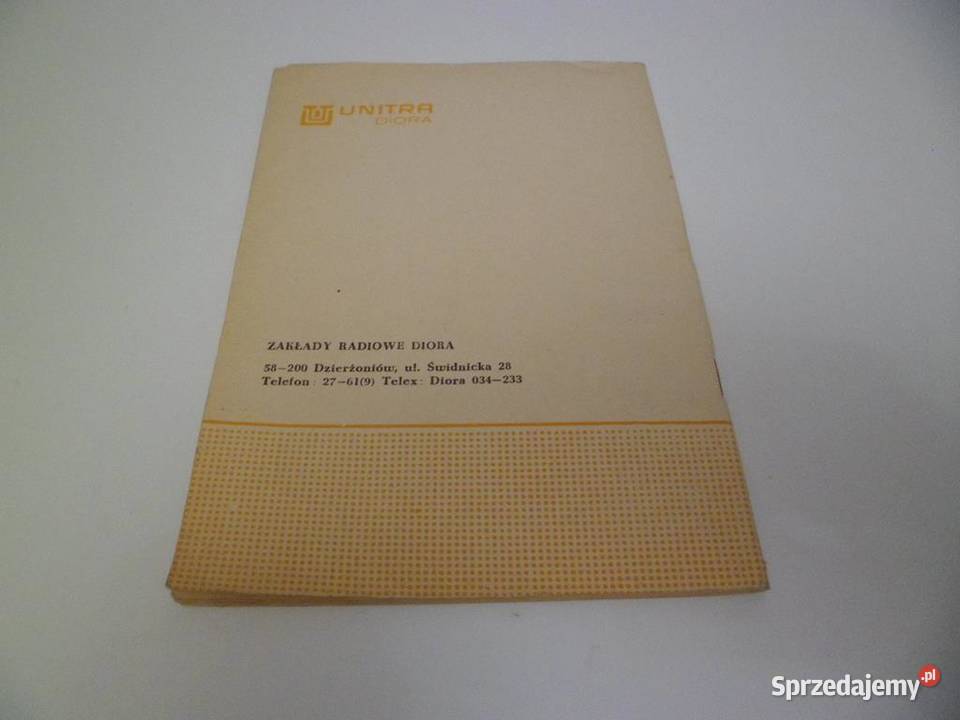 UNITRA
DIORA
ZAKŁADY RADIOWE DIORA
58-200 Dzierżoniów, ul. Świdnicka 28
Telefon: 27-61(9) Telex: Diora 034-233
Sprzedajemy.pl